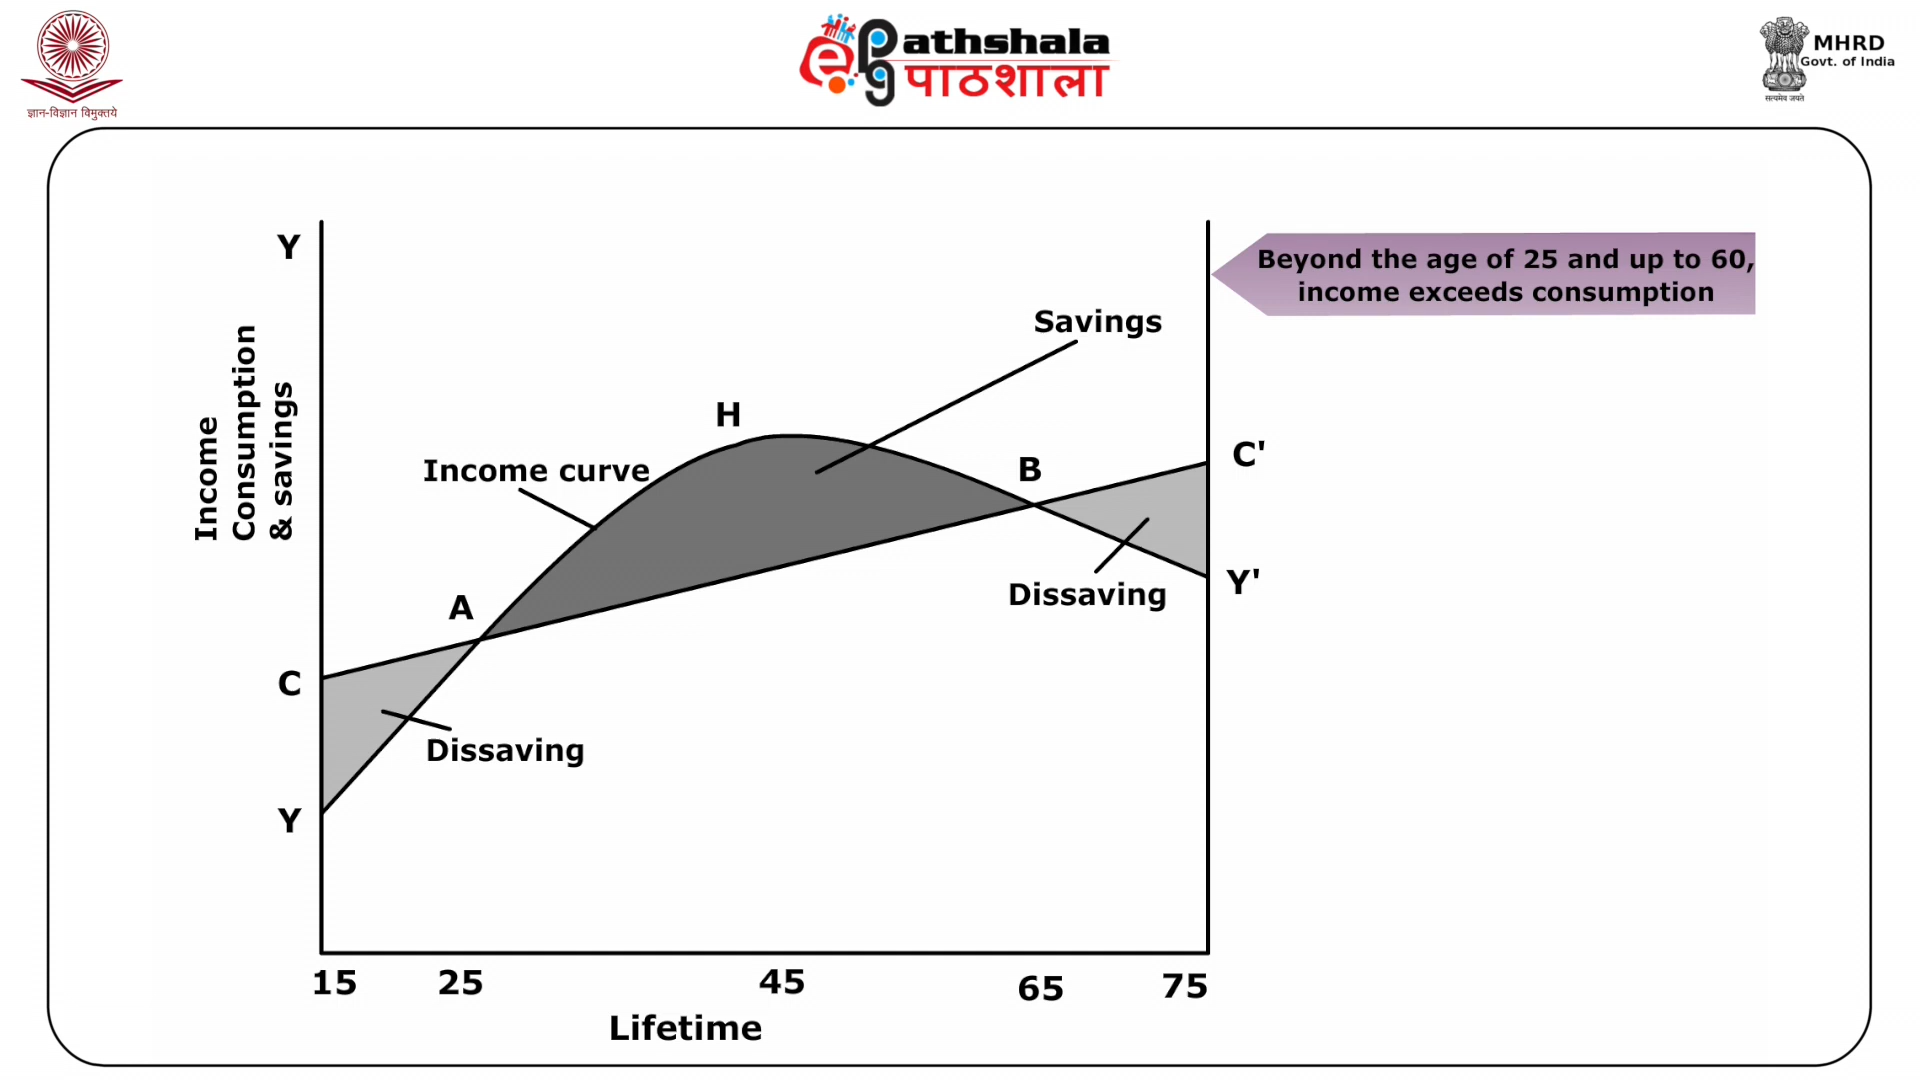 ज्ञान-विज्ञान विमुक्तये
ePg
athshala
पाठशाला
MHRD
Govt. of India
सत्यमेव जयते
Y
Beyond the age of 25 and up to 60,
income exceeds consumption
Savings
H
Income curve
Income
Consumption
& savings
B
C'
A
Y'
Dissaving
C
Dissaving
Y
15
25
45
65
75
Lifetime